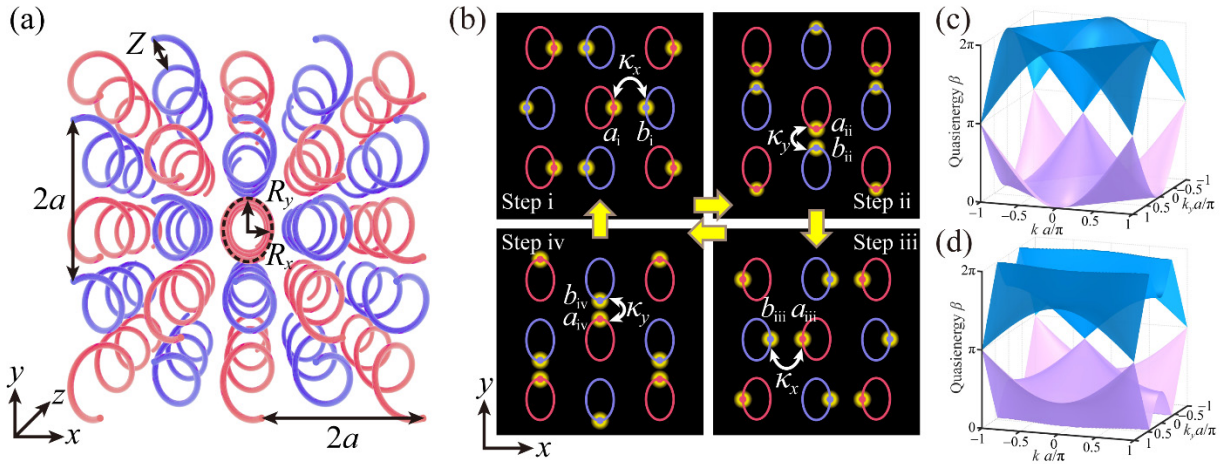 (a)
Z
2a
R_y
R_x
y
z
x
2a
(b)
κ_x
a_i
b_i
Step i
κ_y
a_ii
b_ii
Step ii
Step iv
b_iv
a_iv
κ_y
Step iii
b_iii
a_iii
κ_x
y
x
(c)
2π
π
0
Quasienergy β
-1
-0.5
0
0.5
1
k a/π
1
0.5
0
-0.5
-1
k_y a/π
(d)
2π
π
0
Quasienergy β
-1
-0.5
0
0.5
1
k a/π
1
0.5
0
-0.5
-1
k_y a/π